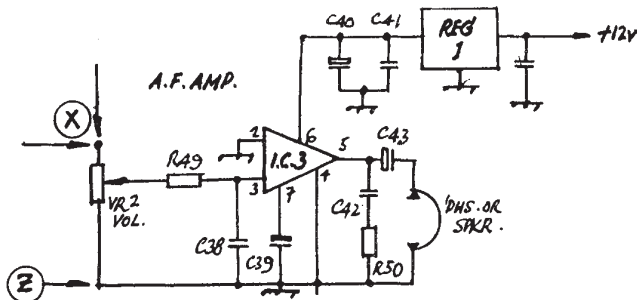 C40
C41
REG
1
+12V
A.F. AMP.
X
2
6
5
C43
R49
I.C.3
3
7
4
VR2
VOL.
C42
'PHS. OR
SPKR.
C38
C39
R50
Z